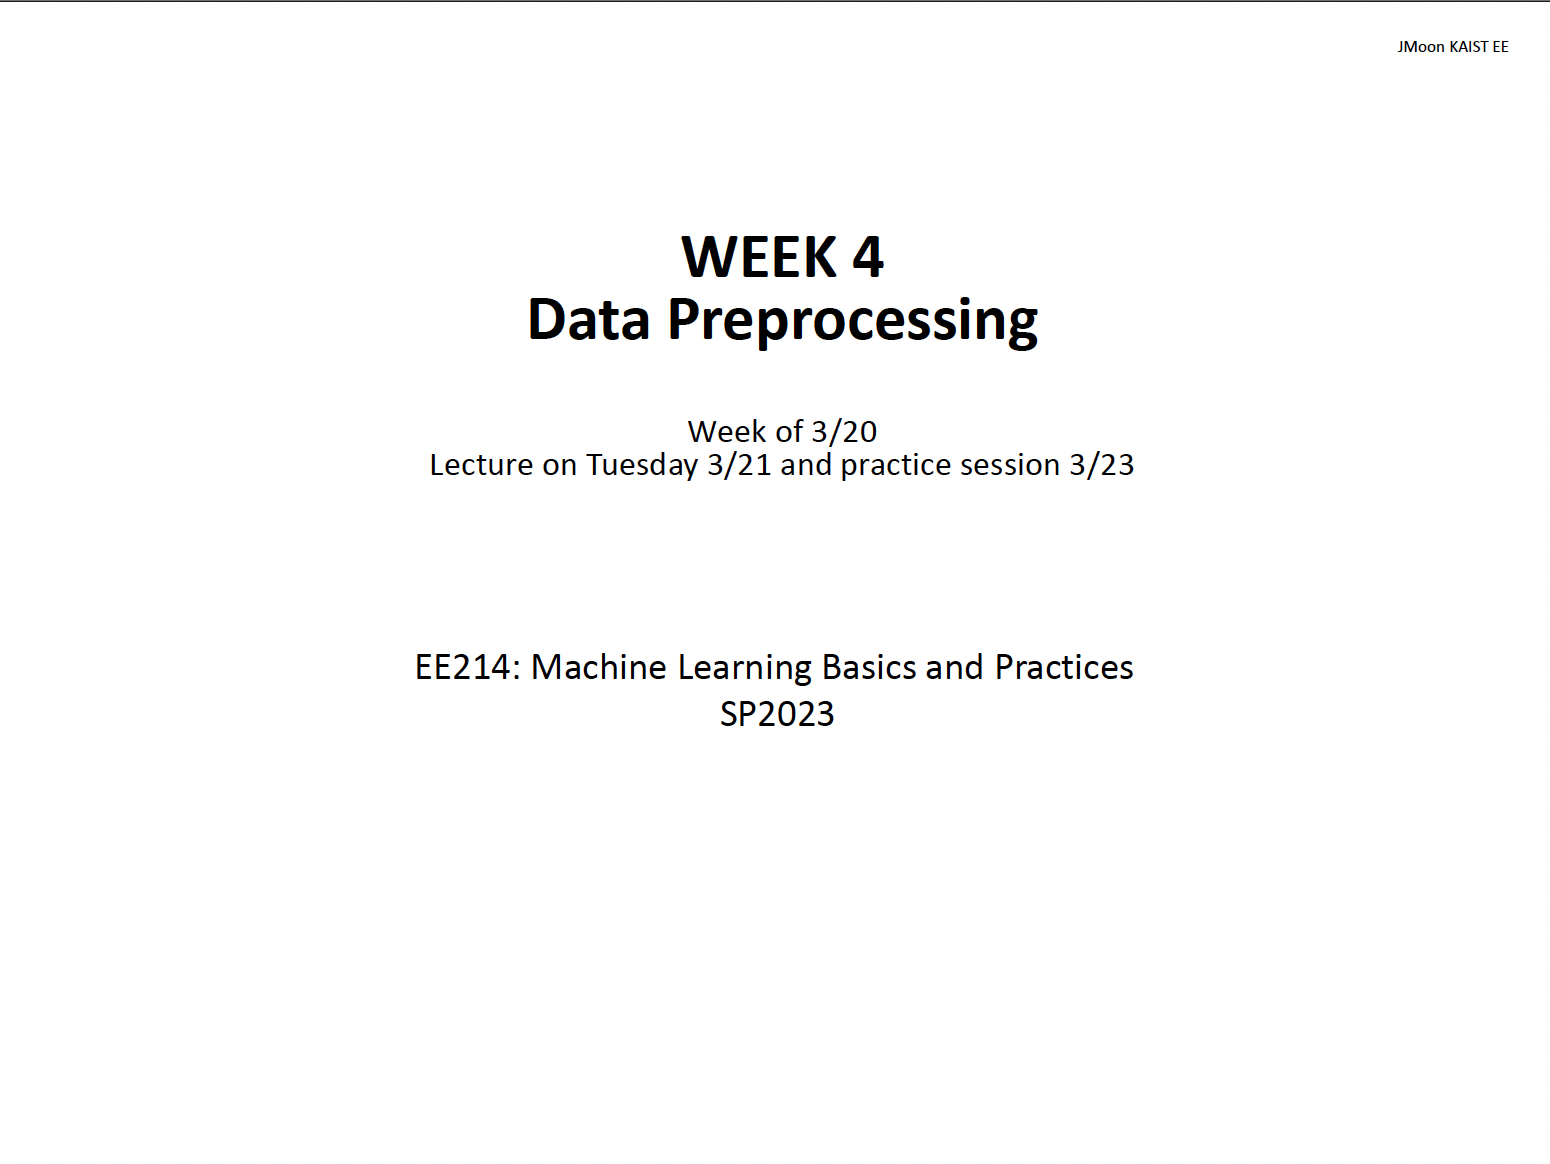 JMoon KAIST EE
WEEK 4
Data Preprocessing
Week of 3/20
Lecture on Tuesday 3/21 and practice session 3/23
EE214: Machine Learning Basics and Practices
SP2023